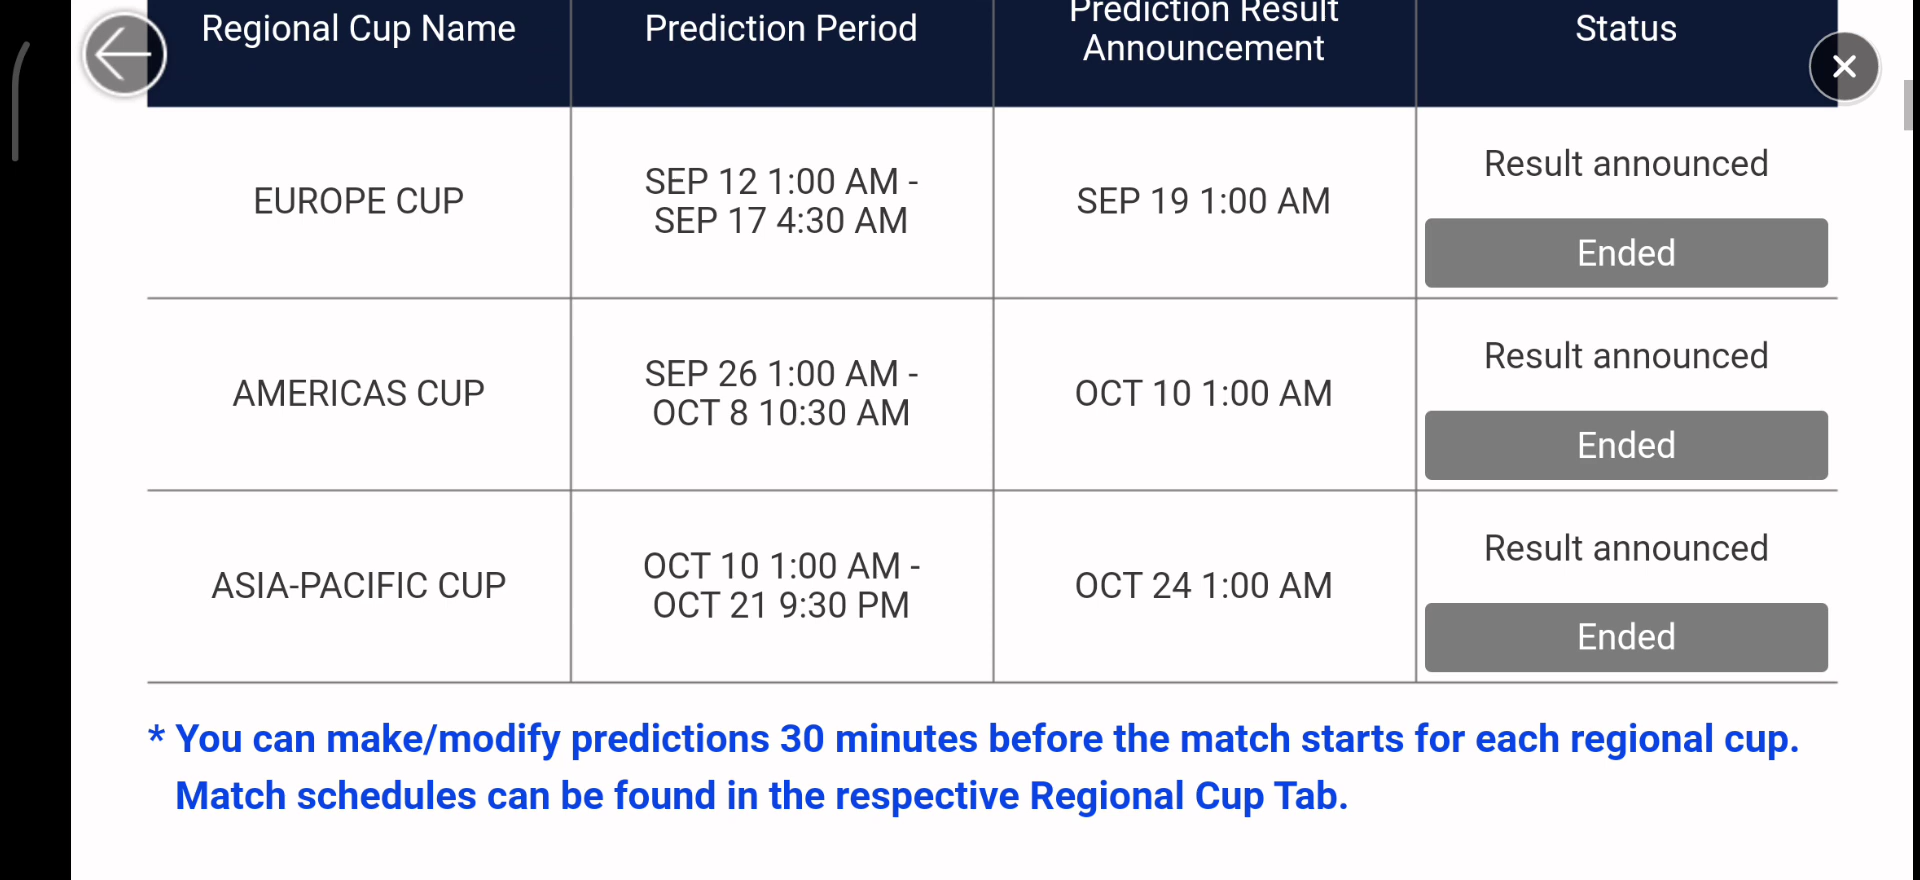 Regional Cup Name
Prediction Period
Prediction Result
Announcement
Status
EUROPE CUP
SEP 12 1:00 AM -
SEP 17 4:30 AM
SEP 19 1:00 AM
Result announced
Ended
AMERICAS CUP
SEP 26 1:00 AM -
OCT 8 10:30 AM
OCT 10 1:00 AM
Result announced
Ended
ASIA-PACIFIC CUP
OCT 10 1:00 AM -
OCT 21 9:30 PM
OCT 24 1:00 AM
Result announced
Ended
* You can make/modify predictions 30 minutes before the match starts for each regional cup.
Match schedules can be found in the respective Regional Cup Tab.